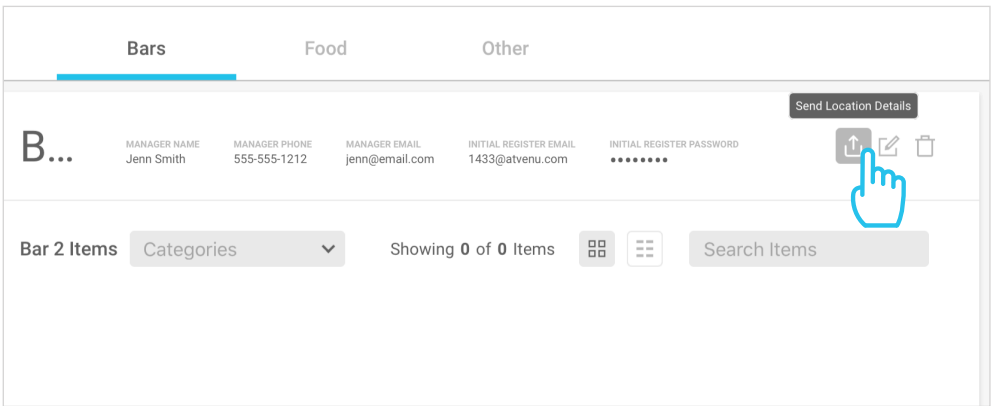 Bars Food Other
Send Location Details
B...
MANAGER NAME MANAGER PHONE MANAGER EMAIL INITIAL REGISTER EMAIL INITIAL REGISTER PASSWORD
Jenn Smith 555-555-1212 jenn@email.com 1433@atvenu.com ••••••••
Bar 2 Items Categories Showing 0 of 0 Items Search Items